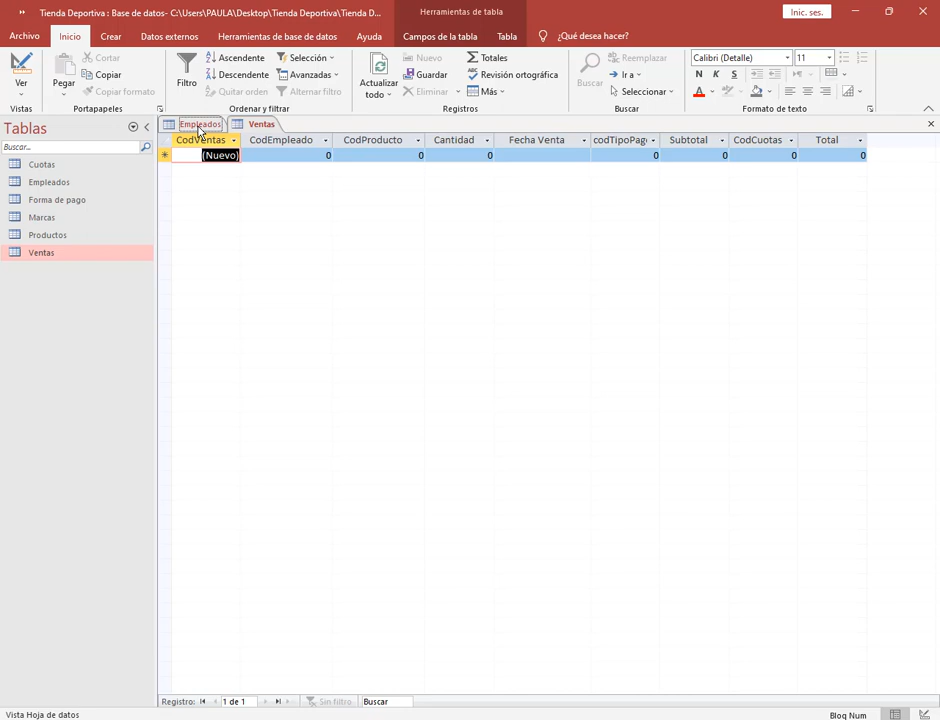 Tienda Deportiva : Base de datos- C:\Users\PAULA\Desktop\Tienda Deportiva\Tienda D...
Herramientas de tabla
Inic. ses.
Archivo Inicio Crear Datos externos Herramientas de base de datos Ayuda Campos de la tabla Tabla ¿Qué desea hacer?
Ver
Vistas
Pegar
Cortar
Copiar
Copiar formato
Portapapeles
Filtro
Ascendente
Descendente
Quitar orden
Selección
Avanzadas
Alternar filtro
Ordenar y filtrar
Actualizar
todo
Nuevo
Guardar
Eliminar
Totales
Revisión ortográfica
Más
Registros
Buscar
Reemplazar
Ir a
Seleccionar
Buscar
Calibri (Detalle) 11
N K S
A
Formato de texto
Tablas
Buscar...
Cuotas
Empleados
Forma de pago
Marcas
Productos
Ventas
Empleados Ventas
CodVentas CodEmpleado CodProducto Cantidad Fecha Venta codTipoPag Subtotal CodCuotas Total
(Nuevo) 0 0 0 0 0 0 0
Registro: 1 de 1 Sin filtro Buscar
Vista Hoja de datos
Bloq Num